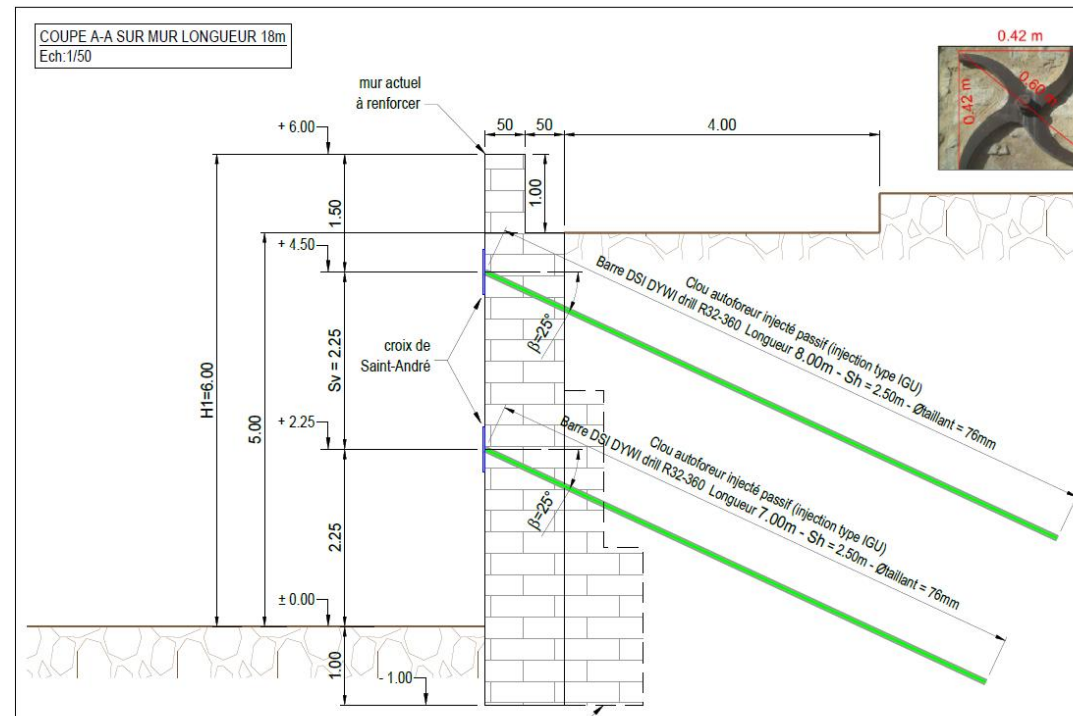 COUPE A-A SUR MUR LONGUEUR 18m
Ech:1/50
0.42 m
0.42 m
0.60 m
mur actuel
à renforcer
+ 6.00
50
50
4.00
1.50
1.00
+ 4.50
Clou autoforeur injecté passif (injection type IGU)
Barre DSI DYWI drill R32-360 Longueur 8.00m - Sh = 2.50m - Øtaillant = 76mm
β=25°
croix de
Saint-André
H1=6.00
5.00
Sv = 2.25
+ 2.25
Clou autoforeur injecté passif (injection type IGU)
Barre DSI DYWI drill R32-360 Longueur 7.00m - Sh = 2.50m - Øtaillant = 76mm
β=25°
2.25
± 0.00
1.00
- 1.00